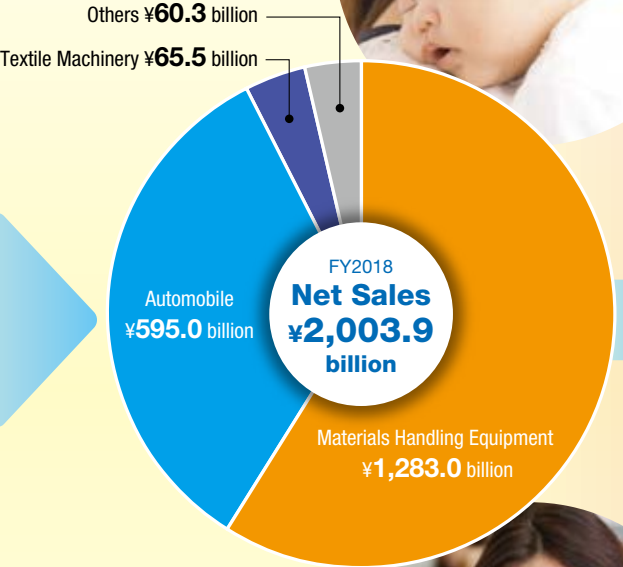 Others ¥60.3 billion
Textile Machinery ¥65.5 billion
FY2018
Net Sales
¥2,003.9
billion
Automobile
¥595.0 billion
Materials Handling Equipment
¥1,283.0 billion